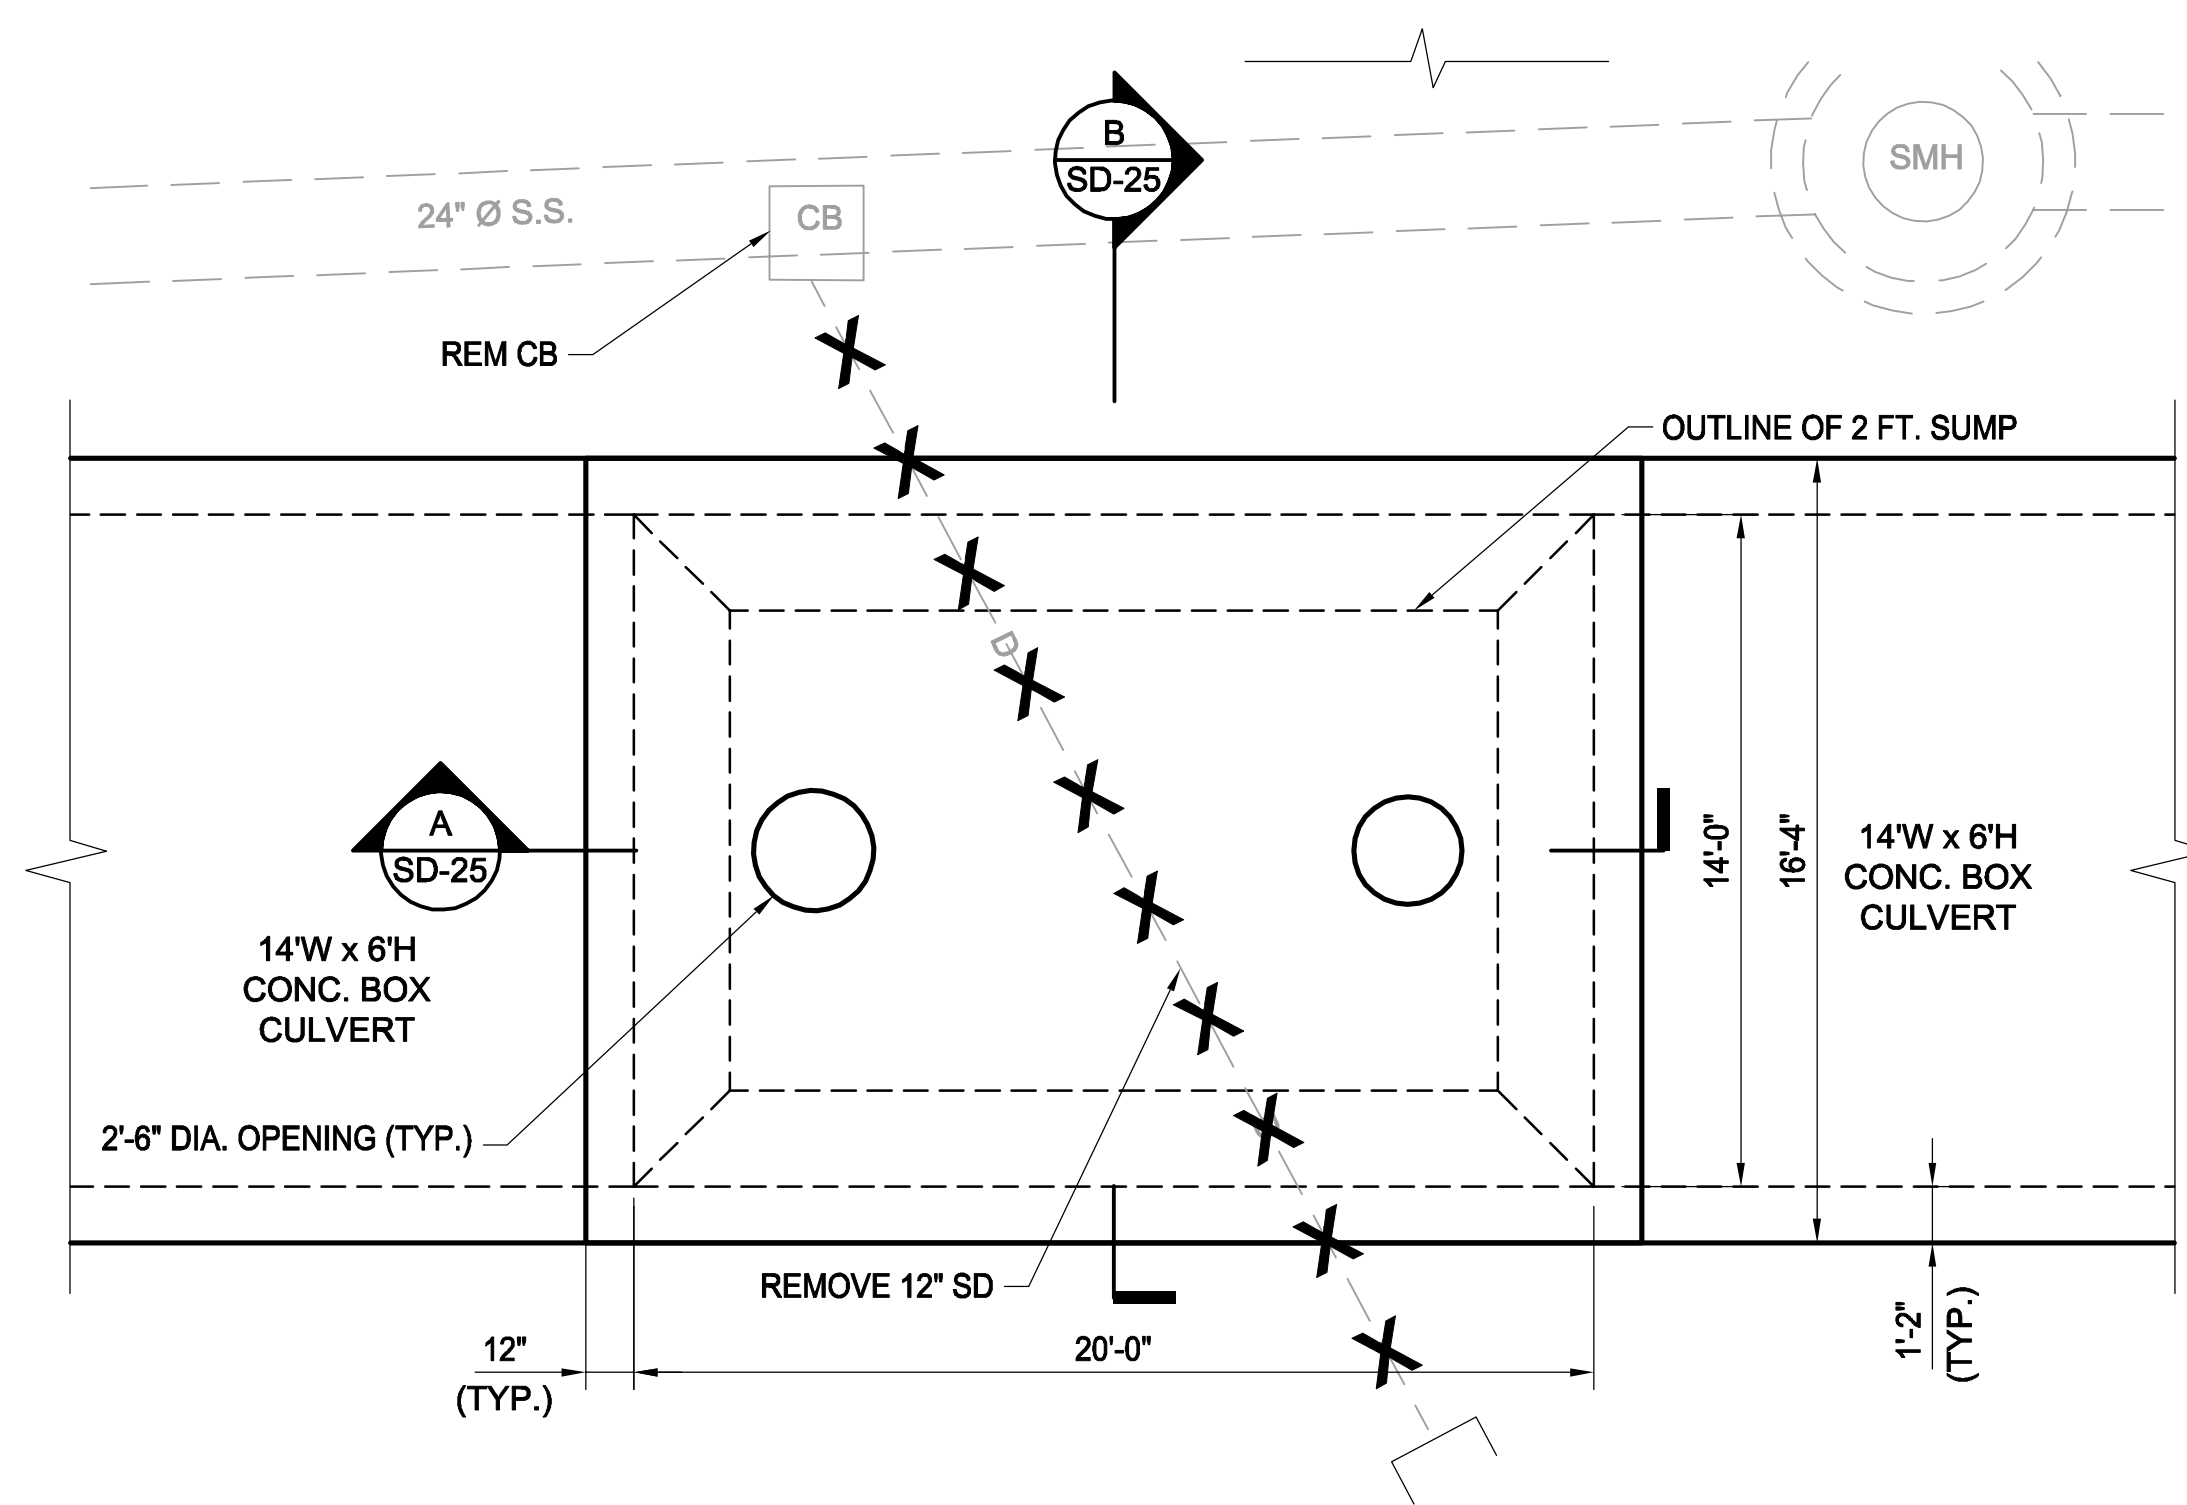 B
SD-25
SMH
24" Ø S.S.
CB
REM CB
OUTLINE OF 2 FT. SUMP
D
A
SD-25
14'-0"
16'-4"
14'W x 6'H
CONC. BOX
CULVERT
14'W x 6'H
CONC. BOX
CULVERT
2'-6" DIA. OPENING (TYP.)
REMOVE 12" SD
12"
(TYP.)
20'-0"
1'-2"
(TYP.)